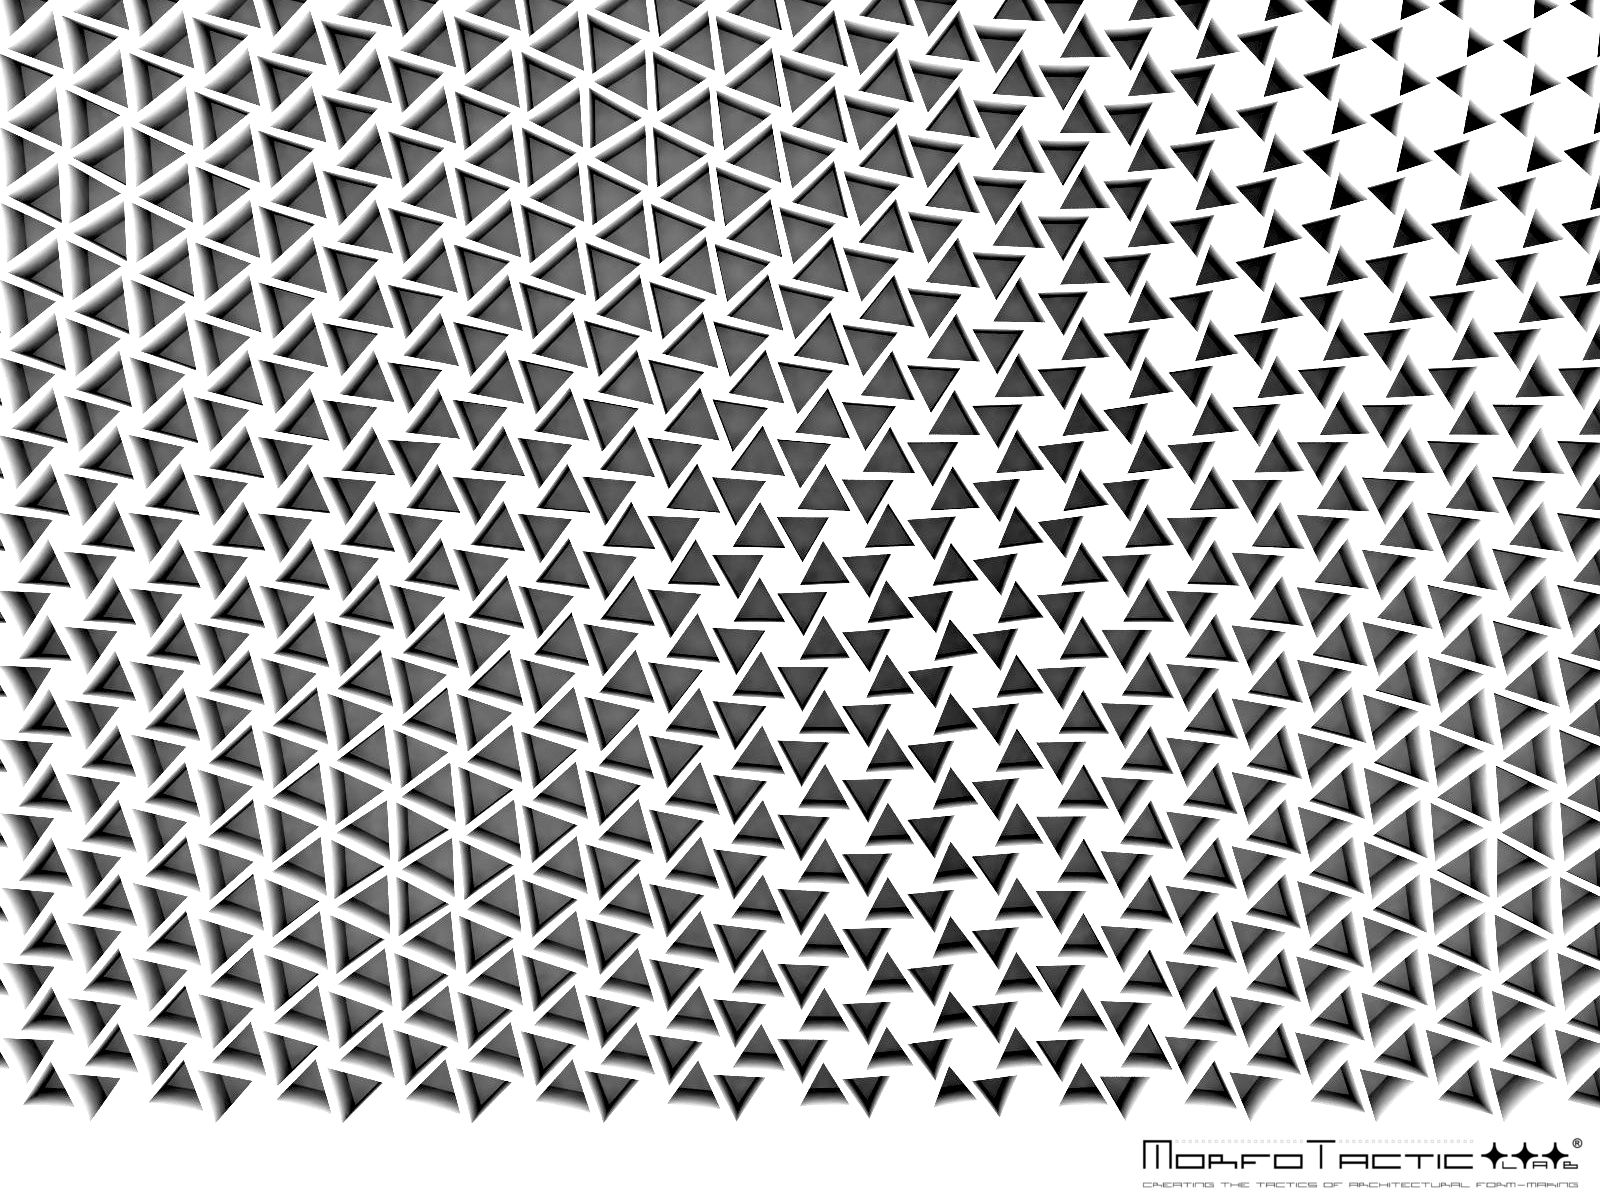 MORFOTACTIC LAB®
CREATING THE TACTICS OF ARCHITECTURAL FORM-MAKING